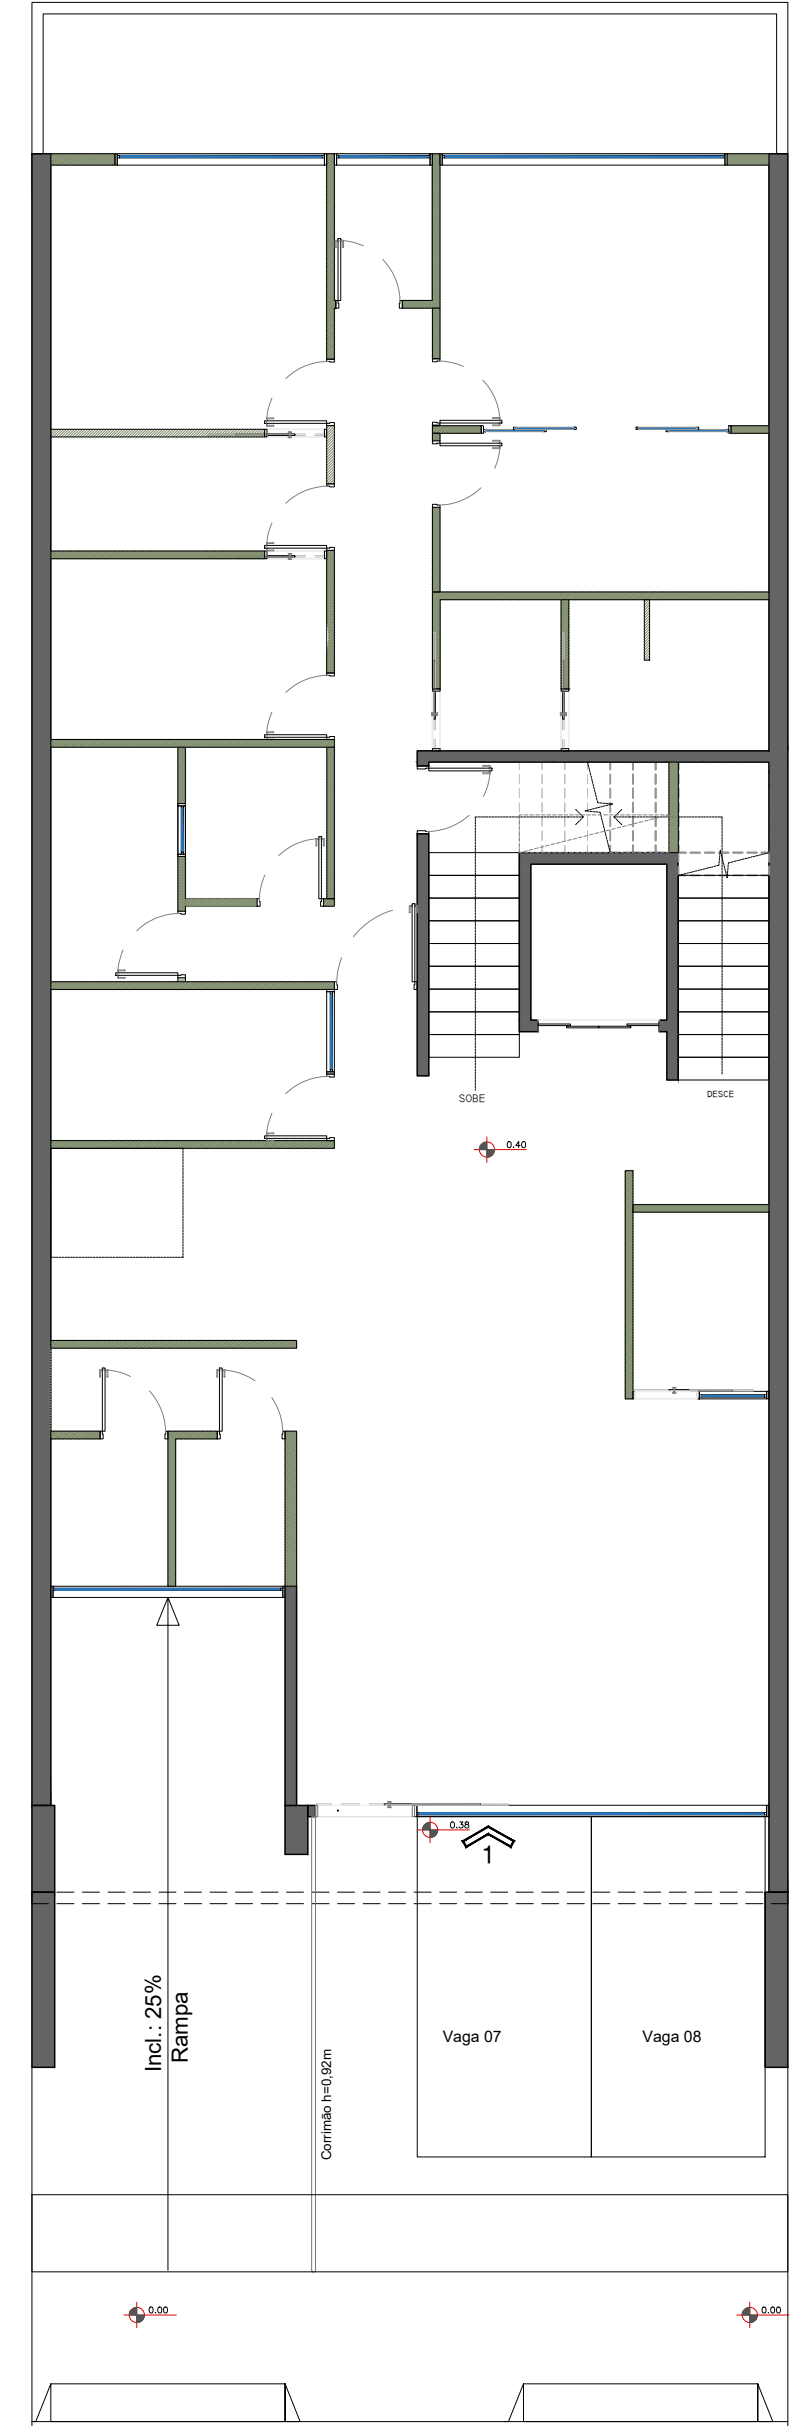 SOBE
DESCE
0.40
0.38
1
Incl.: 25%
Rampa
Vaga 07
Vaga 08
Corrimão h=0,92m
0.00
0.00